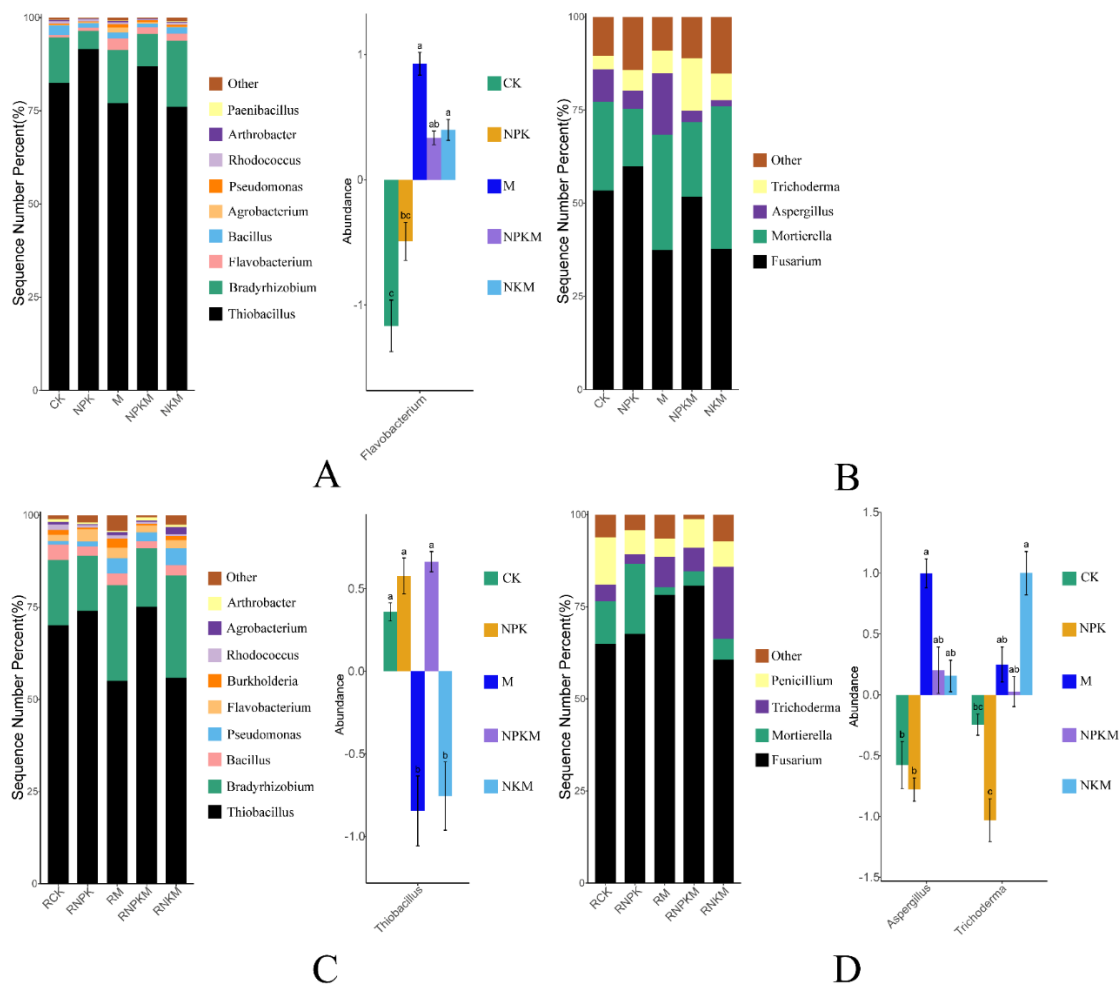 Sequence Number Percent(%)
100
75
50
25
0
CK
NPK
M
NPKM
NKM
Other
Paenibacillus
Arthrobacter
Rhodococcus
Pseudomonas
Agrobacterium
Bacillus
Flavobacterium
Bradyrhizobium
Thiobacillus
Abundance
1
0
-1
c
bc
a
ab
a
Flavobacterium
CK
NPK
M
NPKM
NKM
A
Sequence Number Percent(%)
100
75
50
25
0
CK
NPK
M
NPKM
NKM
Other
Trichoderma
Aspergillus
Mortierella
Fusarium
B
Sequence Number Percent(%)
100
75
50
25
0
RCK
RNPK
RM
RNPKM
RNKM
Other
Arthrobacter
Agrobacterium
Rhodococcus
Burkholderia
Flavobacterium
Pseudomonas
Bacillus
Bradyrhizobium
Thiobacillus
Abundance
0.5
0.0
-0.5
-1.0
a
a
b
a
b
Thiobacillus
CK
NPK
M
NPKM
NKM
C
Sequence Number Percent(%)
100
75
50
25
0
RCK
RNPK
RM
RNPKM
RNKM
Other
Penicillium
Trichoderma
Mortierella
Fusarium
Abundance
1.5
1.0
0.5
0.0
-0.5
-1.0
-1.5
b
b
a
ab
ab
bc
c
ab
ab
a
Aspergillus
Trichoderma
CK
NPK
M
NPKM
NKM
D